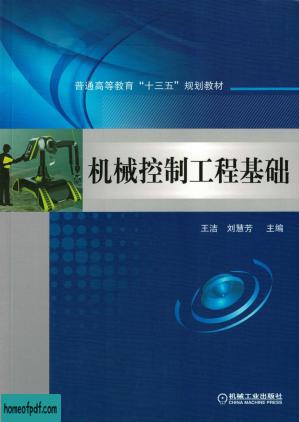 普通高等教育“十三五”规划教材
机械控制工程基础
王洁 刘慧芳 主编
机械工业出版社
CHINA MACHINE PRESS
homeofpdf.com